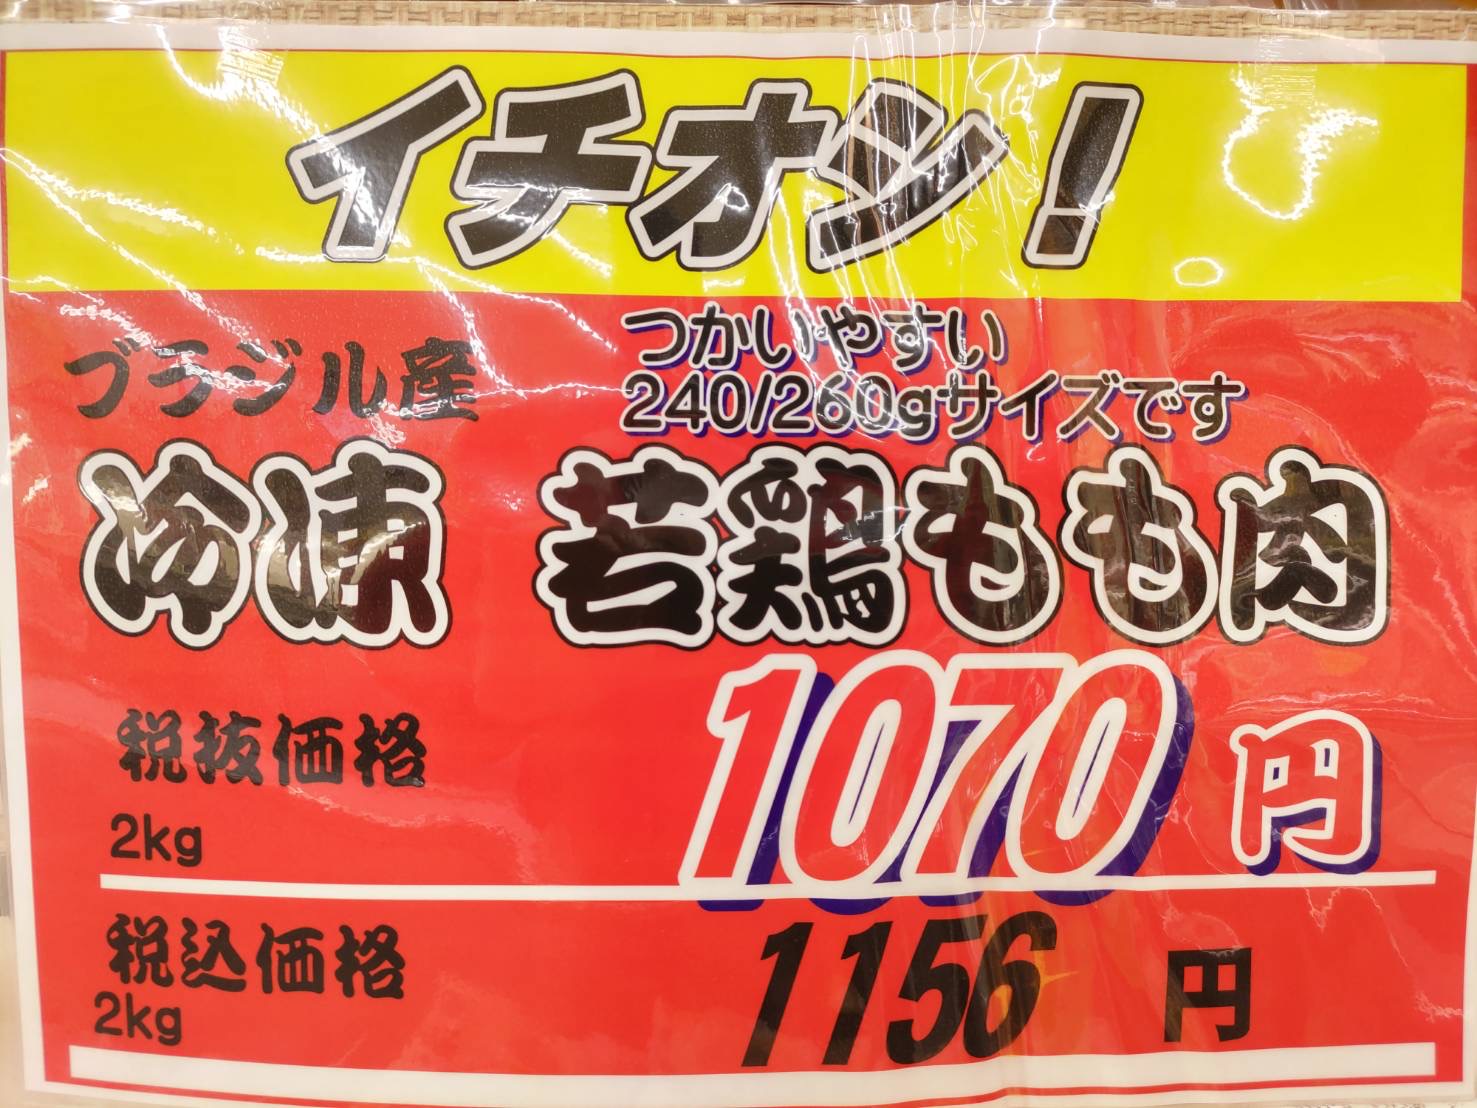 イチオシ!
ブラジル産
つかいやすい
240/260gサイズです
冷凍 若鶏もも肉
税抜価格
2kg
1070円
税込価格
2kg
1156円